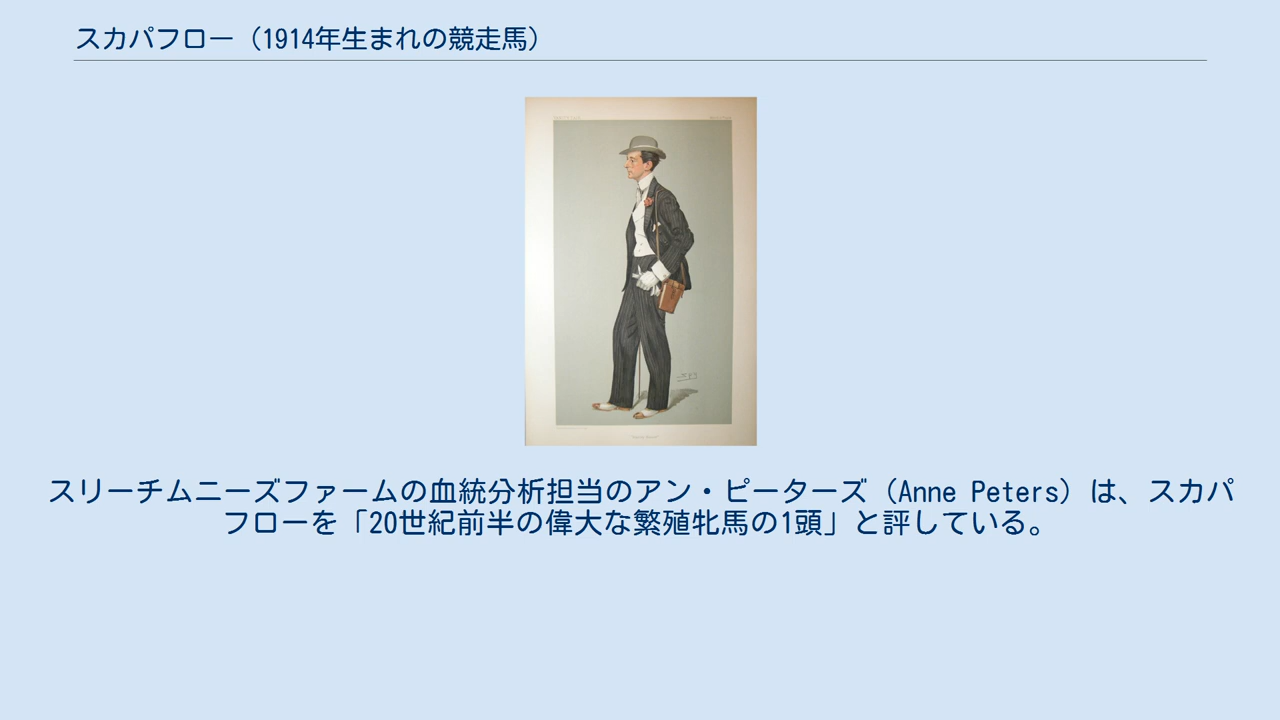 スカパフロー（1914年生まれの競走馬）
スリーチムニーズファームの血統分析担当のアン・ピーターズ（Anne Peters）は、スカパ
フローを「20世紀前半の偉大な繁殖牝馬の1頭」と評している。